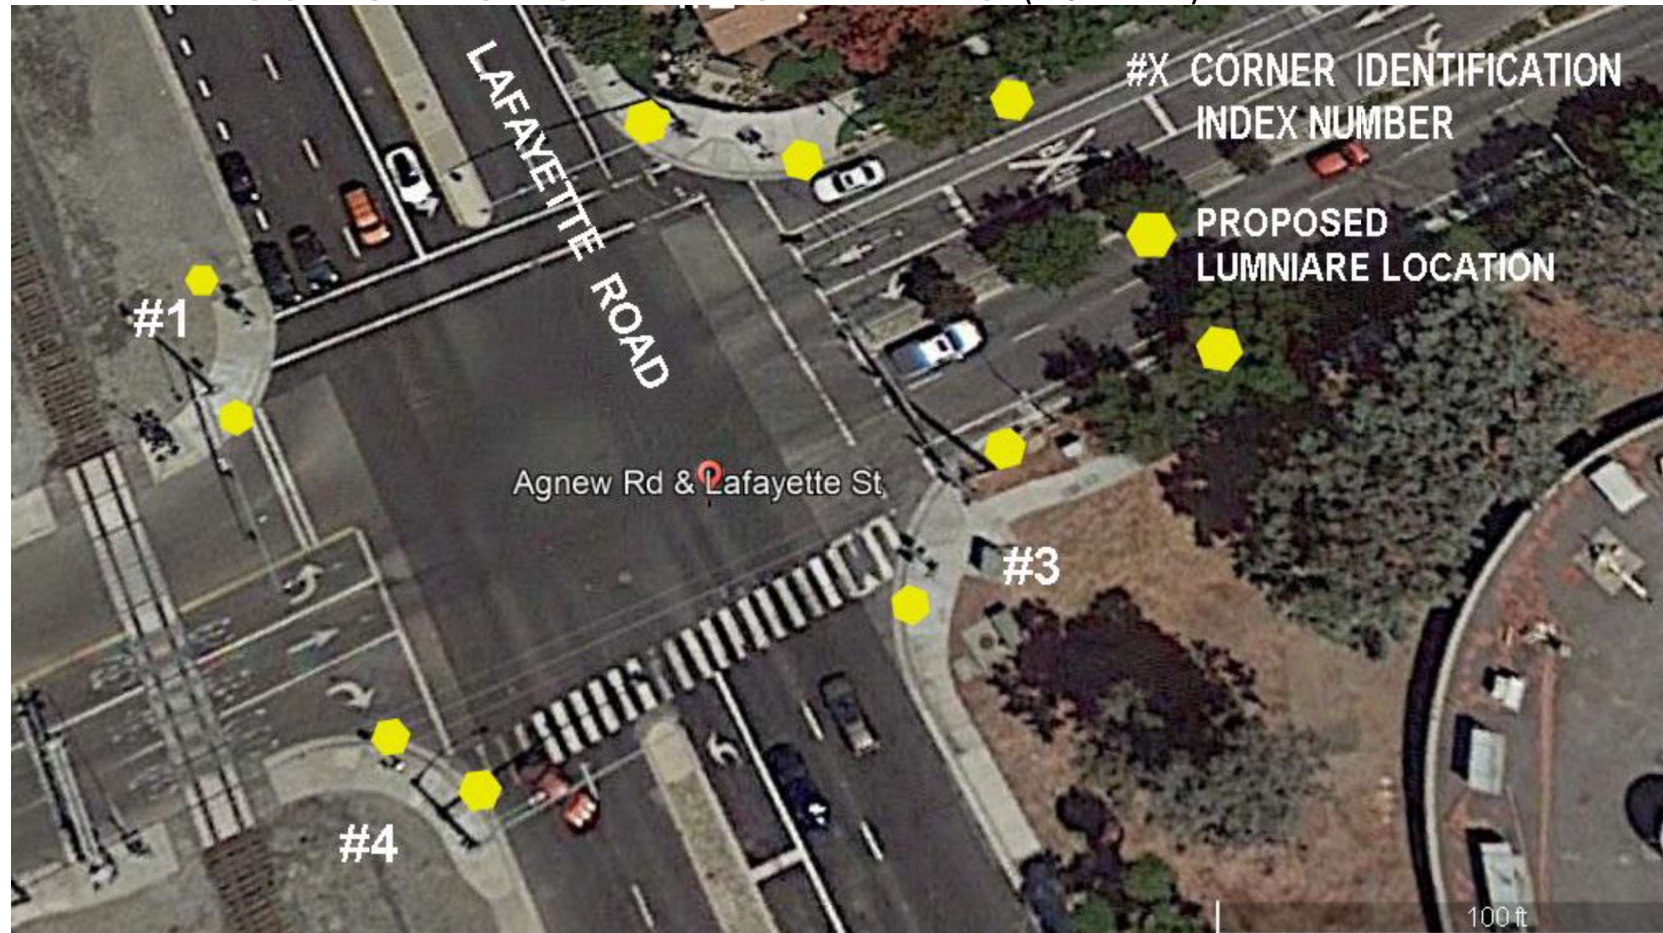 #X CORNER IDENTIFICATION
INDEX NUMBER
LAFAYETTE ROAD
PROPOSED
LUMNIARE LOCATION
#1
Agnew Rd & Lafayette St
#3
#4
100 ft